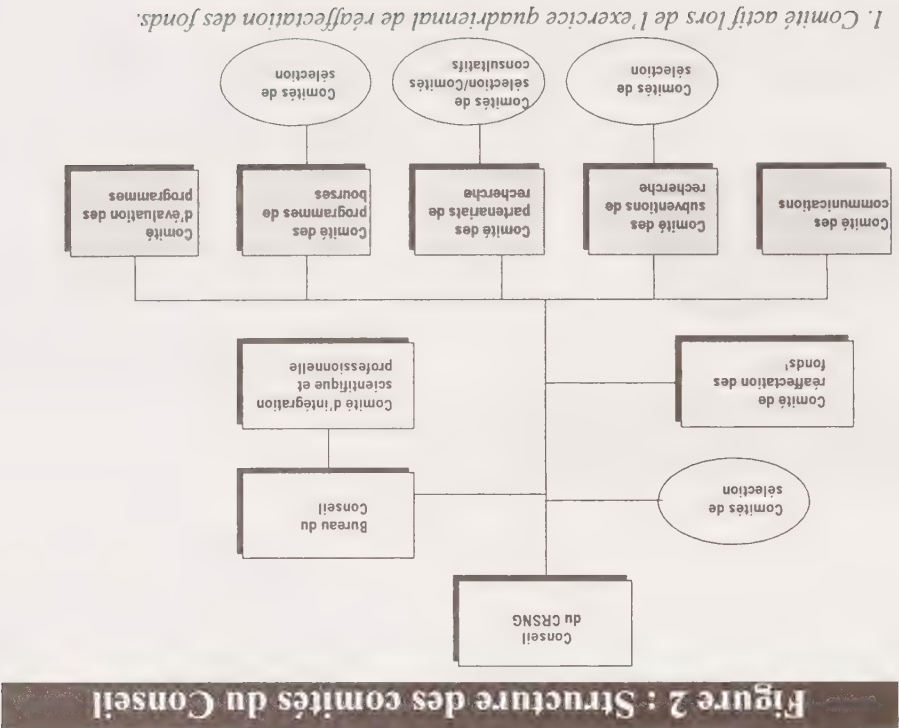 Figure 2 : Structure des comités du Conseil
Conseil
du CRSNG
Comités de
sélection
Bureau du
Conseil
Comité de
réaffectation des
fonds¹
Comité d'intégration
scientifique et
professionnelle
Comité des
communications
Comité des
subventions de
recherche
Comité des
partenariats de
recherche
Comité des
programmes de
bourses
Comité
d'évaluation des
programmes
Comités de
sélection
Comités de
sélection/Comités
consultatifs
Comités de
sélection
1. Comité actif lors de l'exercice quadriennal de réaffectation des fonds.